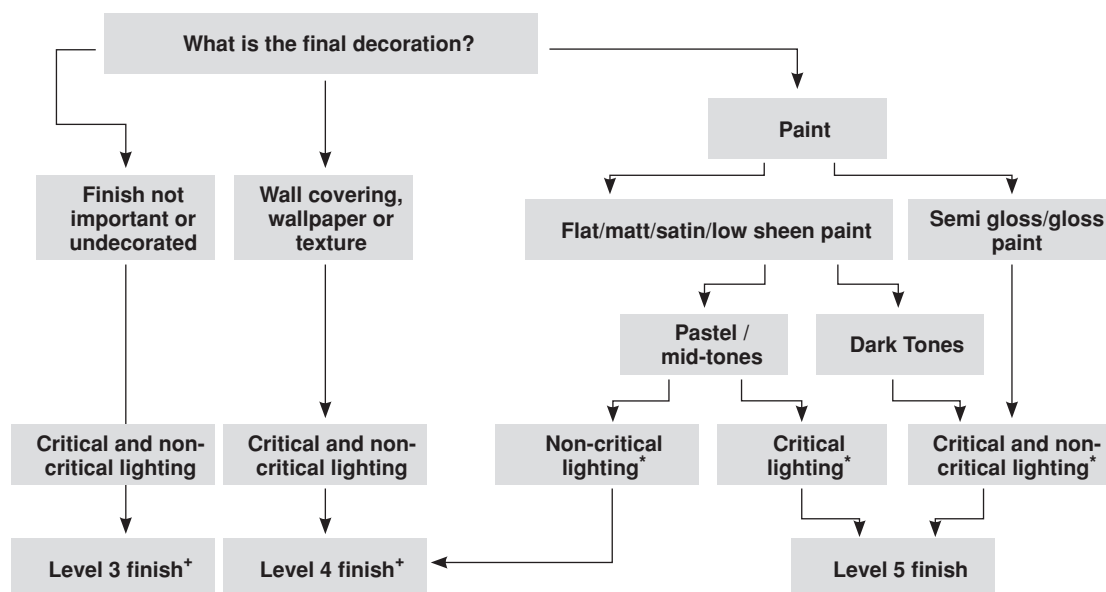 What is the final decoration?
Paint
Finish not
important or
undecorated
Wall covering,
wallpaper or
texture
Flat/matt/satin/low sheen paint
Semi gloss/gloss
paint
Pastel /
mid-tones
Dark Tones
Critical and non-
critical lighting
Critical and non-
critical lighting
Non-critical
lighting*
Critical
lighting*
Critical and non-
critical lighting*
Level 3 finish+
Level 4 finish+
Level 5 finish